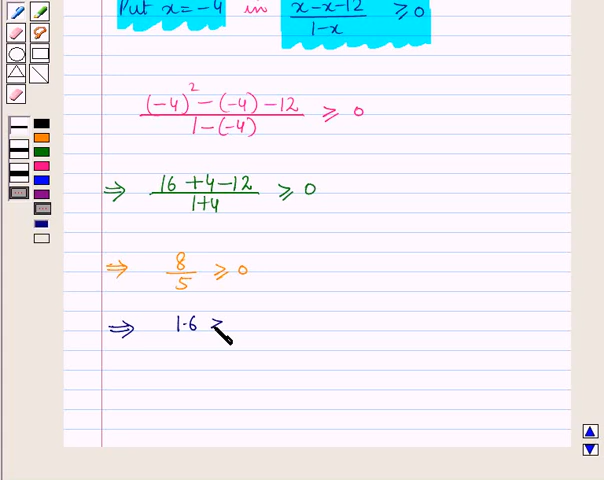 Put x = -4 in x-x-12/1-x ≥ 0
(-4)² - (-4) - 12/1 - (-4) ≥ 0
⇒ 16 + 4 - 12/1 + 4 ≥ 0
⇒ 8/5 ≥ 0
⇒ 1.6 ≥